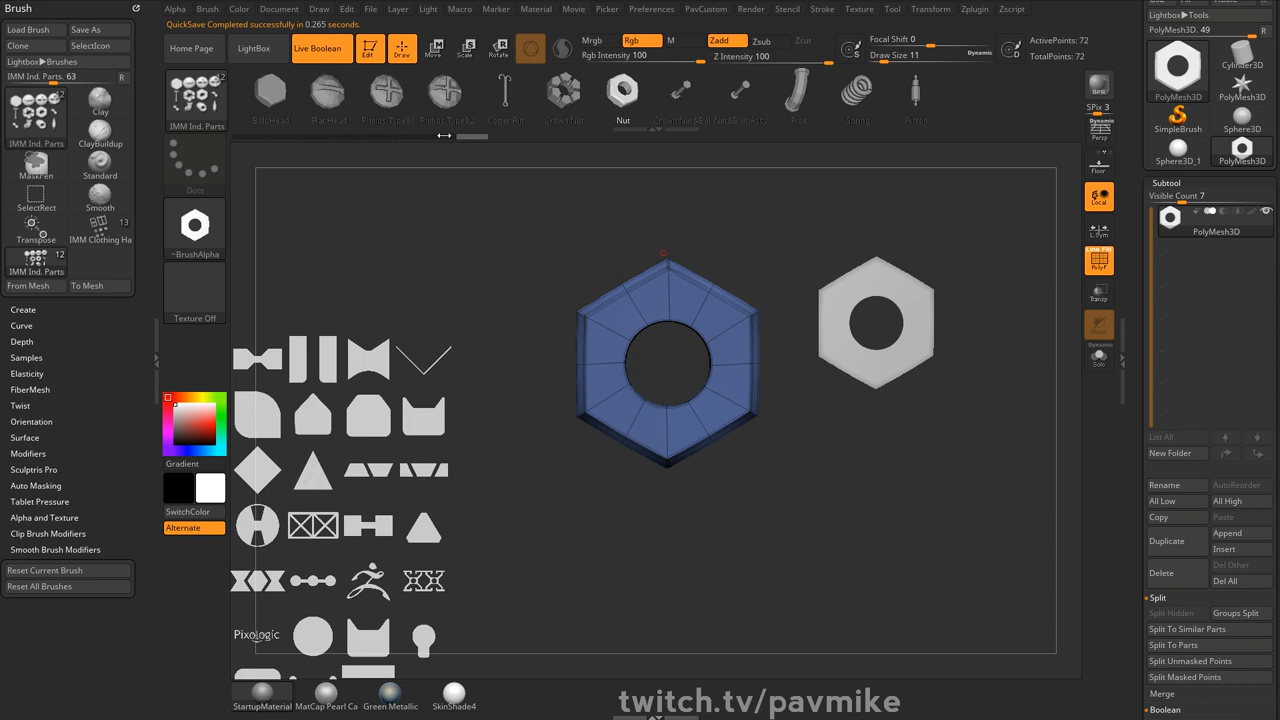 Brush
Alpha Brush Color Document Draw Edit File Layer Light Macro Marker Material Movie Picker Preferences PavCustom Render Stencil Stroke Texture Tool Transform Zplugin Zscript
QuickSave Completed successfully in 0.265 seconds.
Load Brush Save As
Clone SelectIcon
Lightbox▶Brushes
IMM Ind. Parts. 63 R
12
IMM Ind. Parts
Clay
ClayBuildup
MaskPen
Standard
SelectRect
Smooth
Transpose
13
IMM Clothing Ha
12
IMM Ind. Parts
From Mesh To Mesh
Create
Curve
Depth
Samples
Elasticity
FiberMesh
Twist
Orientation
Surface
Modifiers
Sculptris Pro
Auto Masking
Tablet Pressure
Alpha and Texture
Clip Brush Modifiers
Smooth Brush Modifiers
Reset Current Brush
Reset All Brushes
Home Page LightBox Live Boolean Edit Draw Move Scale Rotate
Mrgb Rgb M Zadd Zsub Zcut
Rgb Intensity 100 Z Intensity 100
Focal Shift 0
Draw Size 11 Dynamic
S D
ActivePoints: 72
TotalPoints: 72
12
IMM Ind. Parts
Nut
Dots
~BrushAlpha
Texture Off
Gradient
SwitchColor
Alternate
Pixologic
StartupMaterial MatCap Pearl Ca Green Metallic SkinShade4
twitch.tv/pavmike
BPR
SPix 3
Dynamic
Persp
Floor
Local
L.Sym
Line Fill
PolyF
Transp
Dynamic
Solo
Lightbox▶Tools
PolyMesh3D. 49 R
PolyMesh3D
Cylinder3D
PolyMesh3D
SimpleBrush
Sphere3D
Sphere3D_1
PolyMesh3D
Subtool
Visible Count 7
PolyMesh3D
List All
New Folder
Rename AutoReorder
All Low All High
Copy Paste
Duplicate Append
Insert
Delete Del Other
Del All
Split
Split Hidden Groups Split
Split To Similar Parts
Split To Parts
Split Unmasked Points
Split Masked Points
Merge
Boolean